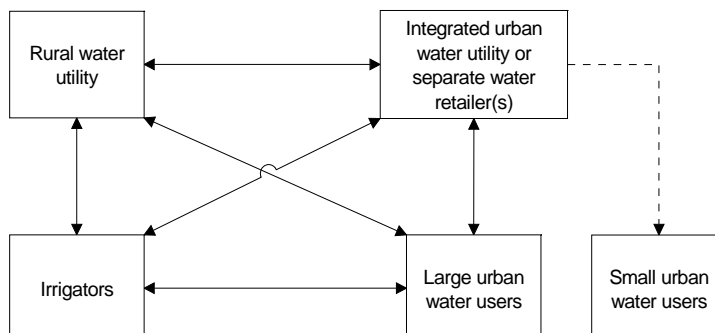 Rural water
utility
Integrated urban
water utility or
separate water
retailer(s)
Irrigators
Large urban
water users
Small urban
water users